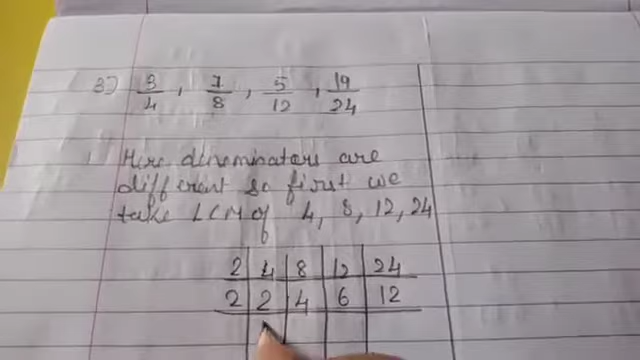 3) 3/4 , 7/8 , 5/12 , 19/24
Here denominators are
different so first we
take LCM of 4, 8, 12, 24
2 | 4 | 8 | 12 | 24
2 | 2 | 4 | 6 | 12